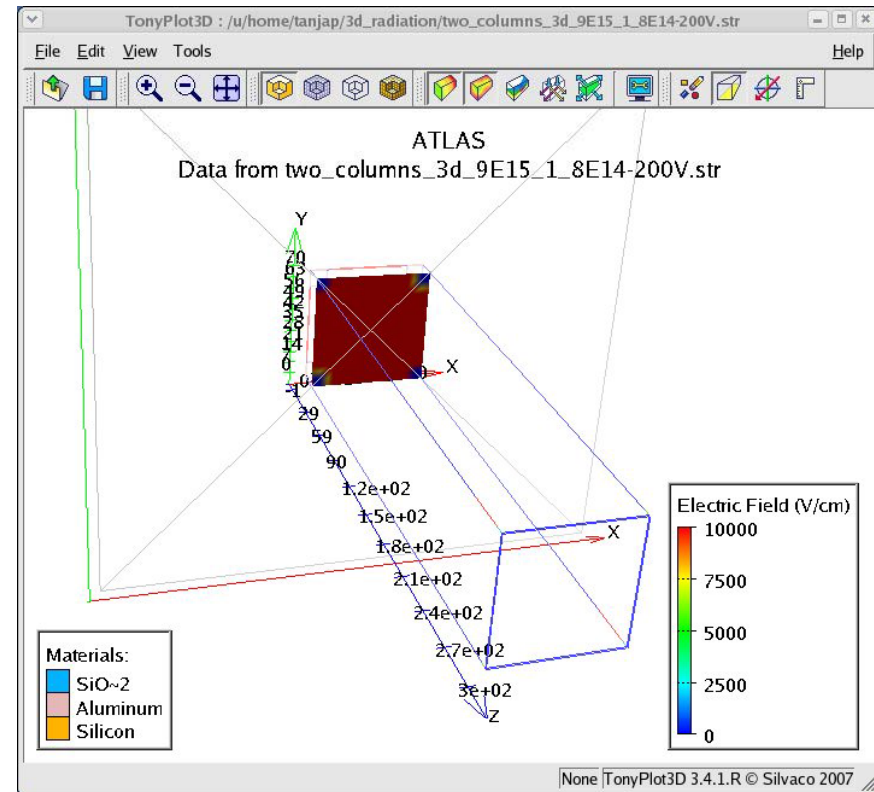 TonyPlot3D : /u/home/tanjap/3d_radiation/two_columns_3d_9E15_1_8E14-200V.str
File Edit View Tools Help
ATLAS
Data from two_columns_3d_9E15_1_8E14-200V.str
Y
70
63
56
49
42
35
28
21
14
7
0
X
-1
29
59
90
1.2e+02
1.5e+02
1.8e+02
2.1e+02
2.4e+02
2.7e+02
3e+02
Z
X
Electric Field (V/cm)
10000
7500
5000
2500
0
Materials:
SiO~2
Aluminum
Silicon
None TonyPlot3D 3.4.1.R © Silvaco 2007